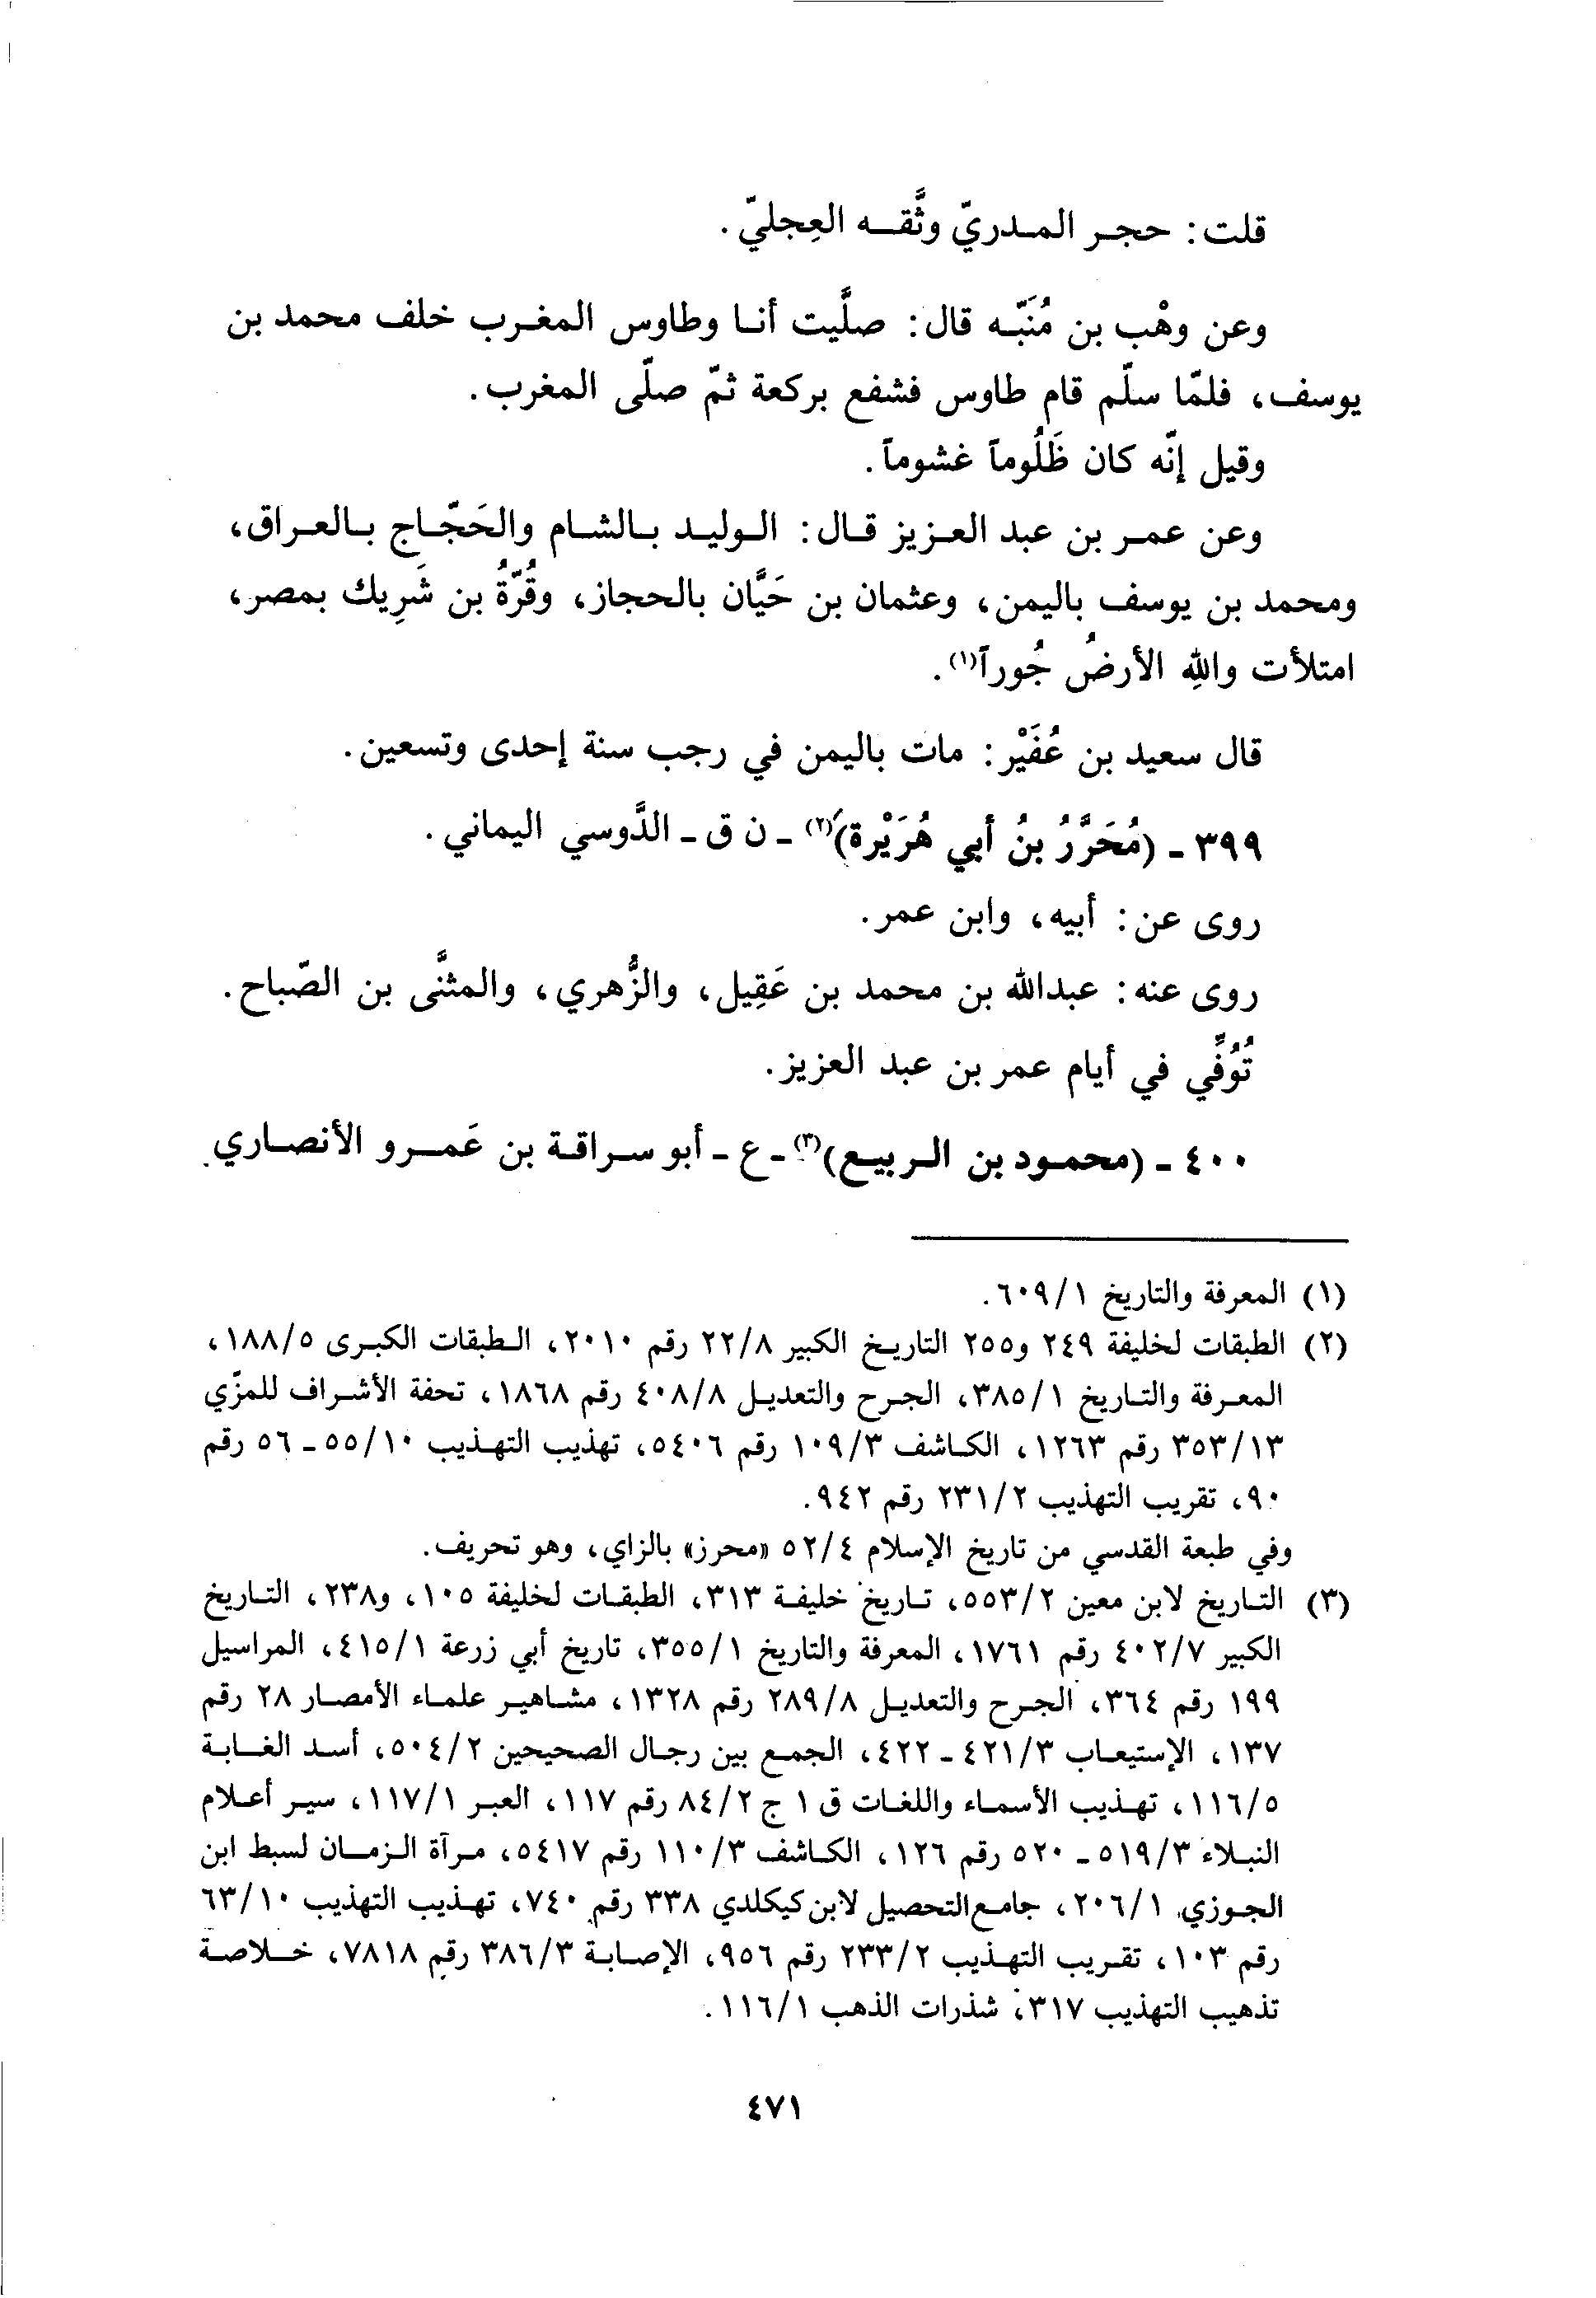 قلت: حجر المدريّ وثَّقه العِجليّ.
وعن وهْب بن مُنَبّه قال: صلَّيت أنا وطاوس المغرب خلف محمد بن
يوسف، فلمّا سلّم قام طاوس فشفع بركعة ثمّ صلّى المغرب.
وقيل إنّه كان ظَلُوماً غشوماً.
وعن عمر بن عبد العزيز قال: الوليد بالشام والحَجّاج بالعراق،
ومحمد بن يوسف باليمن، وعثمان بن حَيَّان بالحجاز، وقُرّةُ بن شَرِيك بمصر،
امتلأت واللهِ الأرضُ جُوراً(١).
قال سعيد بن عُفَيْر: مات باليمن في رجب سنة إحدى وتسعين.
٣٩٩ ـ (مُحَرَّرُ بنُ أبي هُرَيْرة)(٢) ـ ن ق ـ الدَّوسي اليماني.
روى عن: أبيه، وابن عمر.
روى عنه: عبدالله بن محمد بن عَقِيل، والزُّهري، والمثنَّى بن الصّباح.
تُوُفِّي في أيام عمر بن عبد العزيز.
٤٠٠ ـ (محمود بن الربيع)(٣) ـ ع ـ أبو سراقة بن عَمرو الأنصاري.
(١) المعرفة والتاريخ ٦٠٩/١.
(٢) الطبقات لخليفة ٢٤٩ و٢٥٥ التاريخ الكبير ٢٢/٨ رقم ٢٠١٠، الطبقات الكبرى ١٨٨/٥،
المعرفة والتاريخ ٣٨٥/١، الجرح والتعديل ٤٠٨/٨ رقم ١٨٦٨، تحفة الأشراف للمزّي
٣٥٣/١٣ رقم ١٢٦٣، الكاشف ١٠٩/٣ رقم ٥٤٠٦، تهذيب التهذيب ٥٥/١٠ ـ ٥٦ رقم
٩٠، تقريب التهذيب ٢٣١/٢ رقم ٩٤٢.
وفي طبعة القدسي من تاريخ الإسلام ٥٢/٤ «محرز» بالزاي، وهو تحريف.
(٣) التاريخ لابن معين ٥٥٣/٢، تاريخ خليفة ٣١٣، الطبقات لخليفة ١٠٥، و٢٣٨، التاريخ
الكبير ٤٠٢/٧ رقم ١٧٦١، المعرفة والتاريخ ٣٥٥/١، تاريخ أبي زرعة ٤١٥/١، المراسيل
١٩٩ رقم ٣٦٤، الجرح والتعديل ٢٨٩/٨ رقم ١٣٢٨، مشاهير علماء الأمصار ٢٨ رقم
١٣٧، الإستيعاب ٤٢١/٣ ـ ٤٢٢، الجمع بين رجال الصحيحين ٥٠٤/٢، أسد الغابة
١١٦/٥، تهذيب الأسماء واللغات ق ١ ج ٨٤/٢ رقم ١١٧، العبر ١١٧/١، سير أعلام
النبلاء ٥١٩/٣ ـ ٥٢٠ رقم ١٢٦، الكاشف ١١٠/٣ رقم ٥٤١٧، مرآة الزمان لسبط ابن
الجوزي ٢٠٦/١، جامع التحصيل لابن كيكلدي ٣٣٨ رقم ٧٤٠، تهذيب التهذيب ٦٣/١٠
رقم ١٠٣، تقريب التهذيب ٢٣٣/٢ رقم ٩٥٦، الإصابة ٣٨٦/٣ رقم ٧٨١٨، خلاصة
تذهيب التهذيب ٣١٧، شذرات الذهب ١١٦/١.
٤٧١